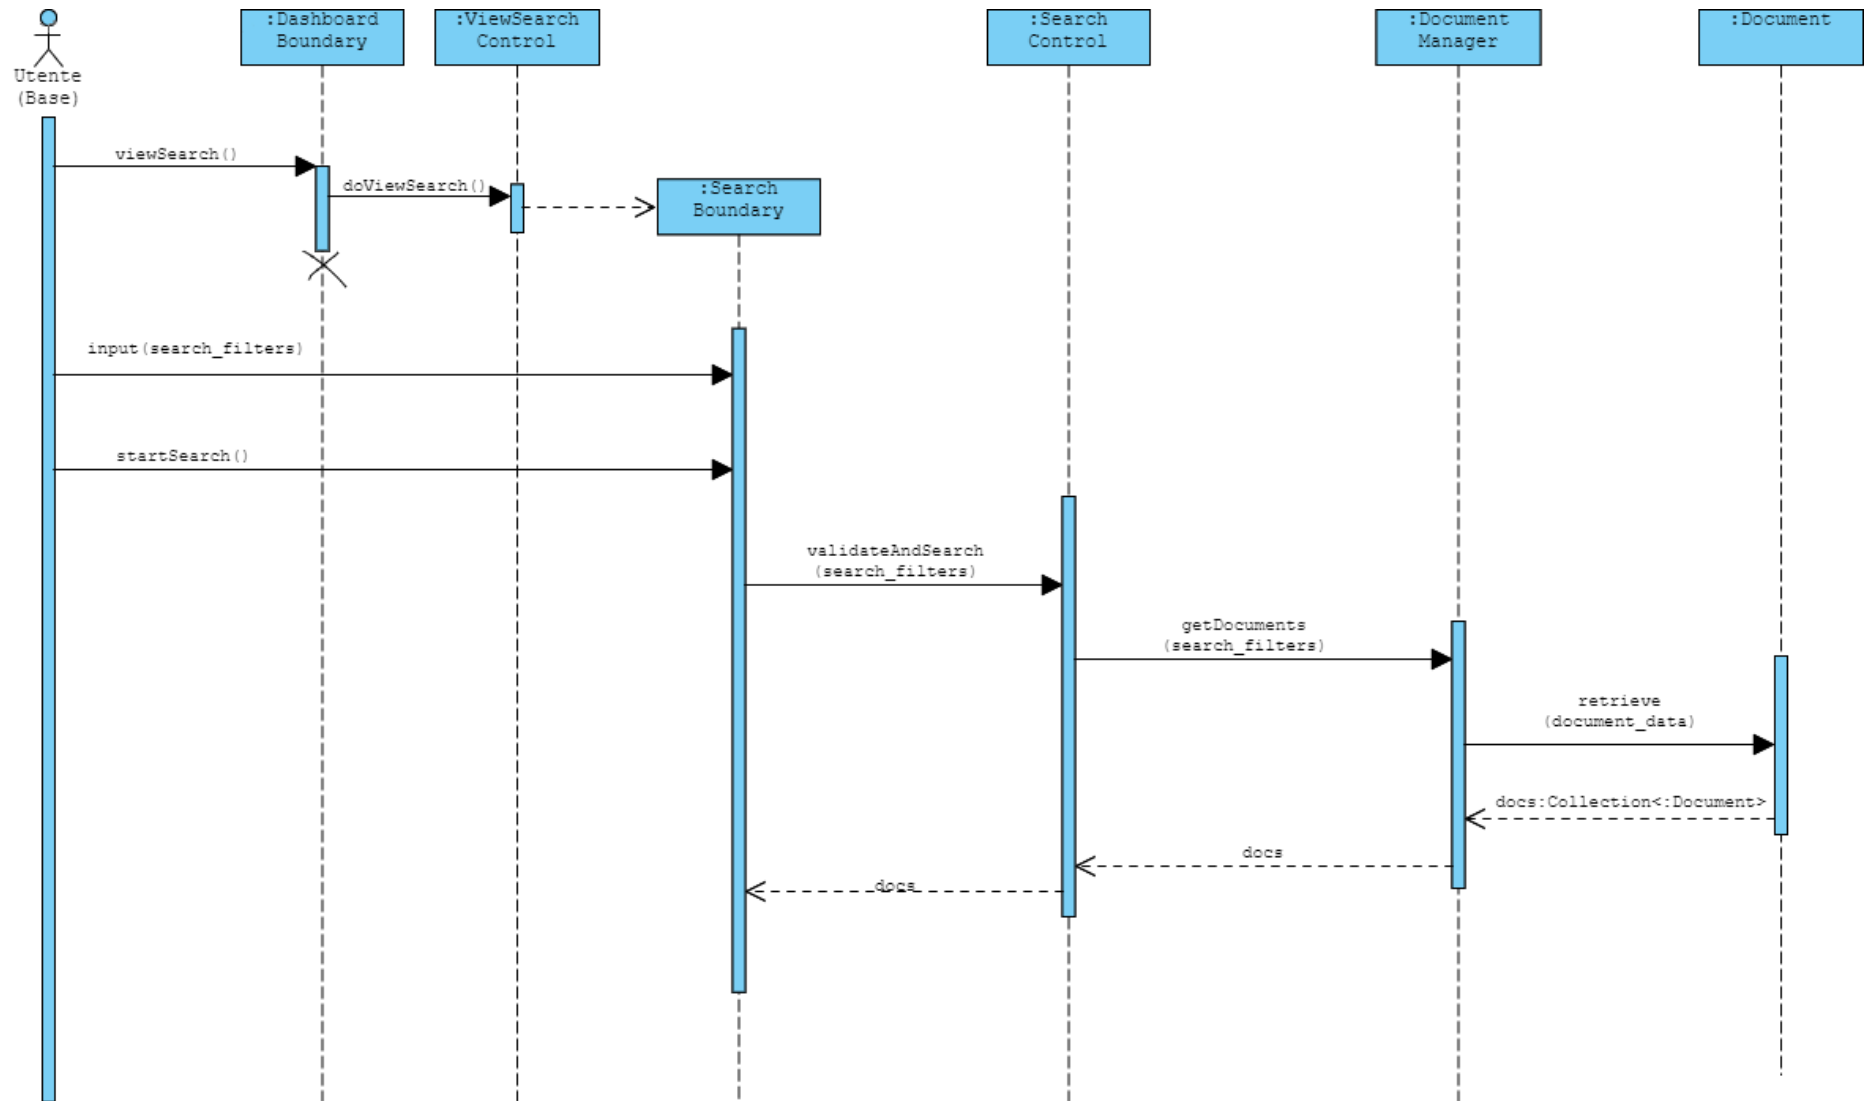 :Dashboard
Boundary
:ViewSearch
Control
:Search
Control
:Document
Manager
:Document
Utente
(Base)
viewSearch()
doViewSearch()
:Search
Boundary
input(search_filters)
startSearch()
validateAndSearch
(search_filters)
getDocuments
(search_filters)
retrieve
(document_data)
docs:Collection<:Document>
docs
docs